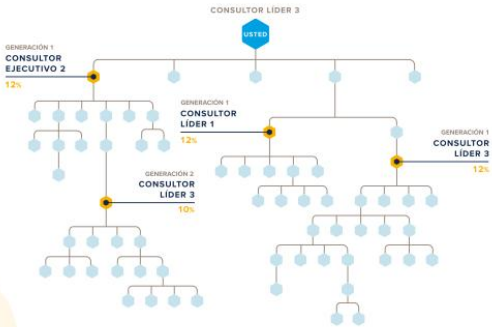 CONSULTOR LÍDER 3
USTED
GENERACIÓN 1
CONSULTOR
EJECUTIVO 2
12%
GENERACIÓN 1
CONSULTOR
LÍDER 1
12%
GENERACIÓN 1
CONSULTOR
LÍDER 3
12%
GENERACIÓN 2
CONSULTOR
LÍDER 3
10%